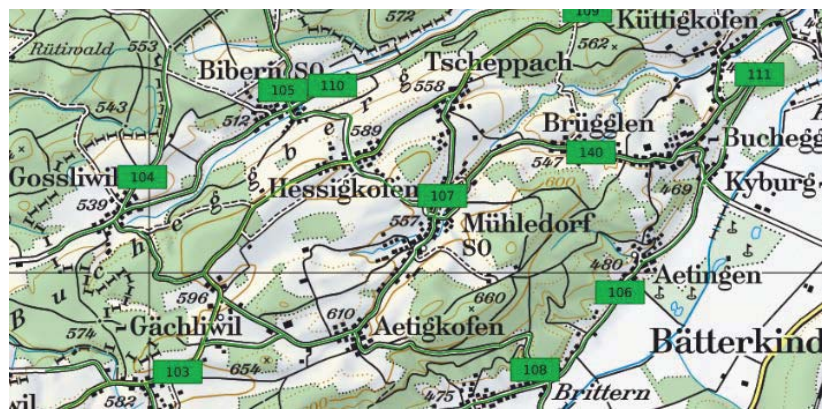 109
572
Küttigkofen
Rütiwald
553
562
Bibern SO
Tscheppach
111
105
110
558
543
512
Brügglen
589
140
Buchegg
547
Gossliwil
104
Hessigkofen
107
600
469
Kyburg
539
557
Mühledorf
SO
480
Aetingen
596
106
660
610
Gächliwil
Aetigkofen
574
Bätterkind
654
103
108
582
475
wil
Brittern
B u c h e g g b e r g